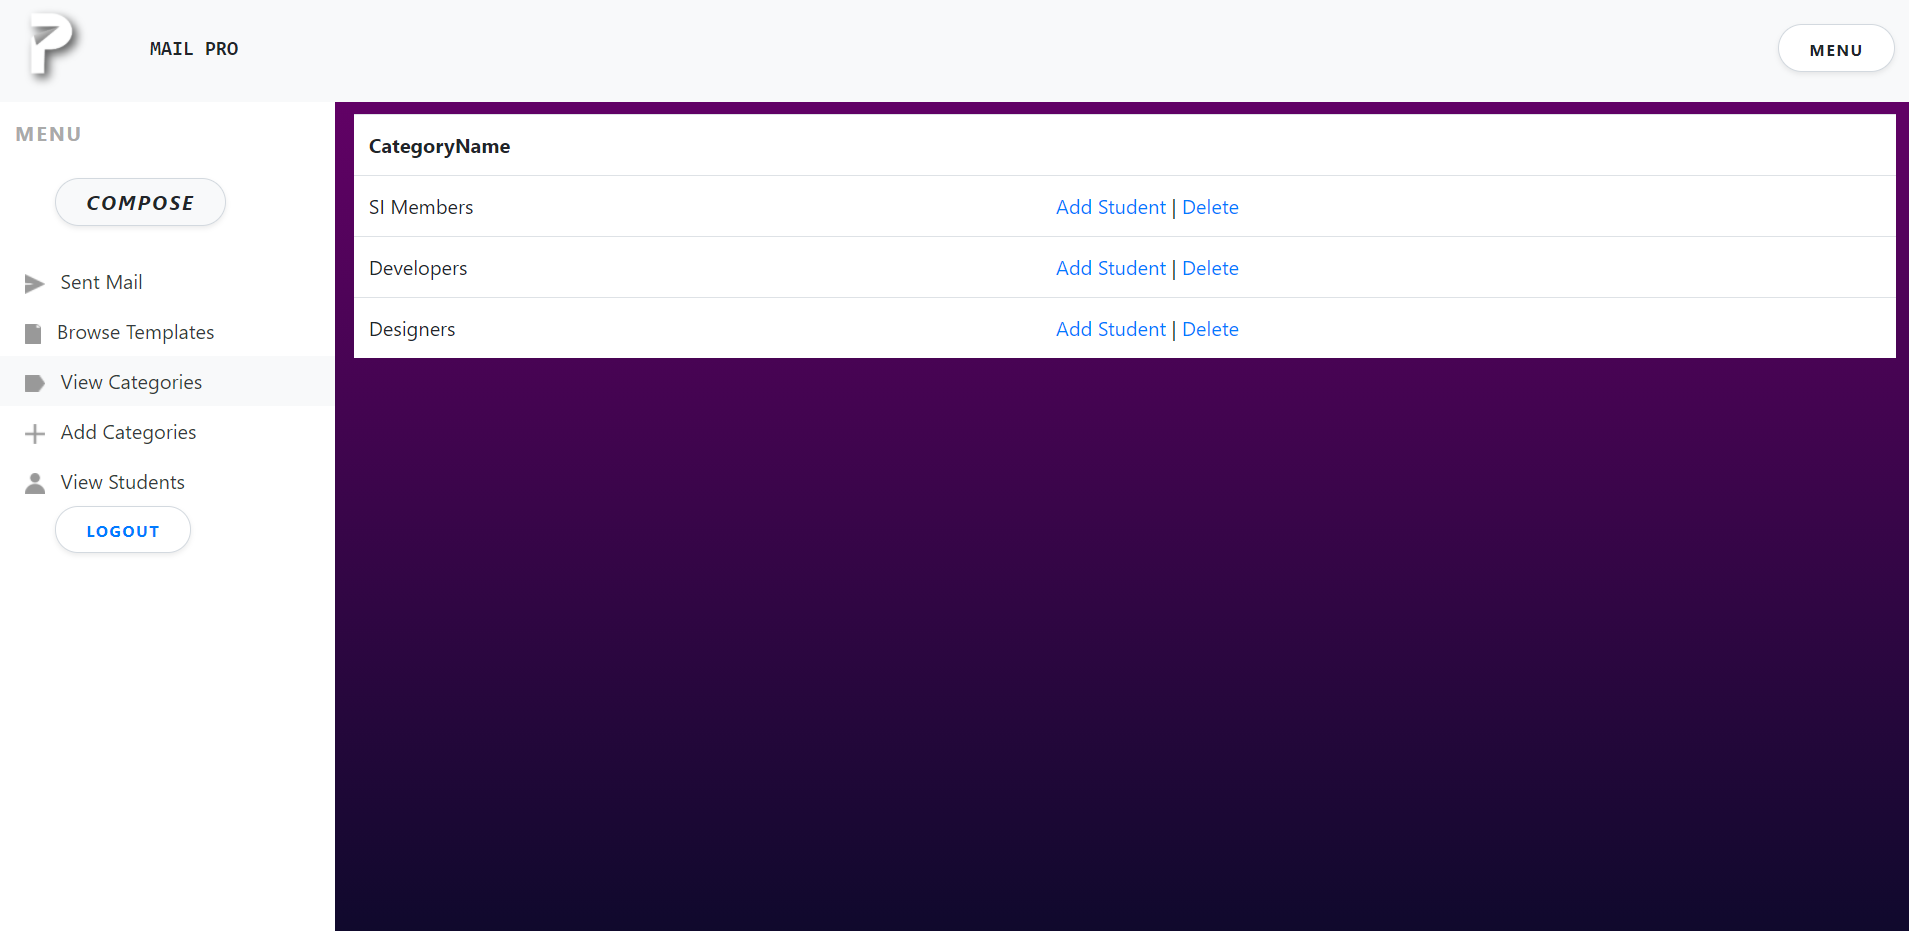 MAIL PRO
MENU
MENU
COMPOSE
Sent Mail
Browse Templates
View Categories
Add Categories
View Students
LOGOUT
CategoryName
SI Members Add Student | Delete
Developers Add Student | Delete
Designers Add Student | Delete